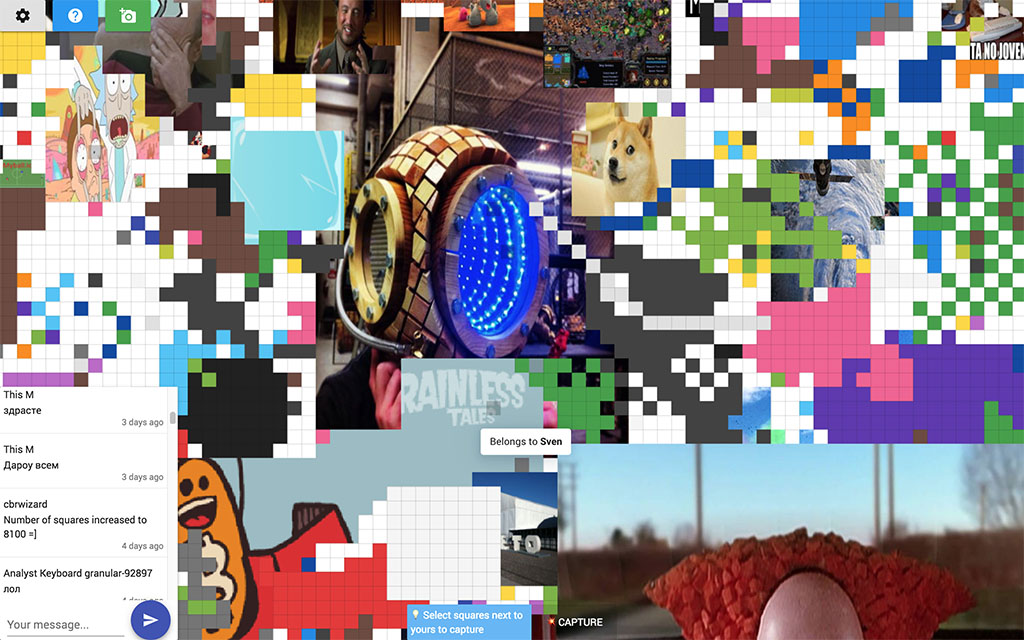 TA NO JOVEN
RAINLESS
TALES
Belongs to Sven
This M
здрасте
3 days ago
This M
Дароу всем
3 days ago
cbrwizard
Number of squares increased to
8100 =]
4 days ago
Analyst Keyboard granular-92897
лол
4 days ago
Your message...
ETO
Select squares next to
yours to capture
CAPTURE